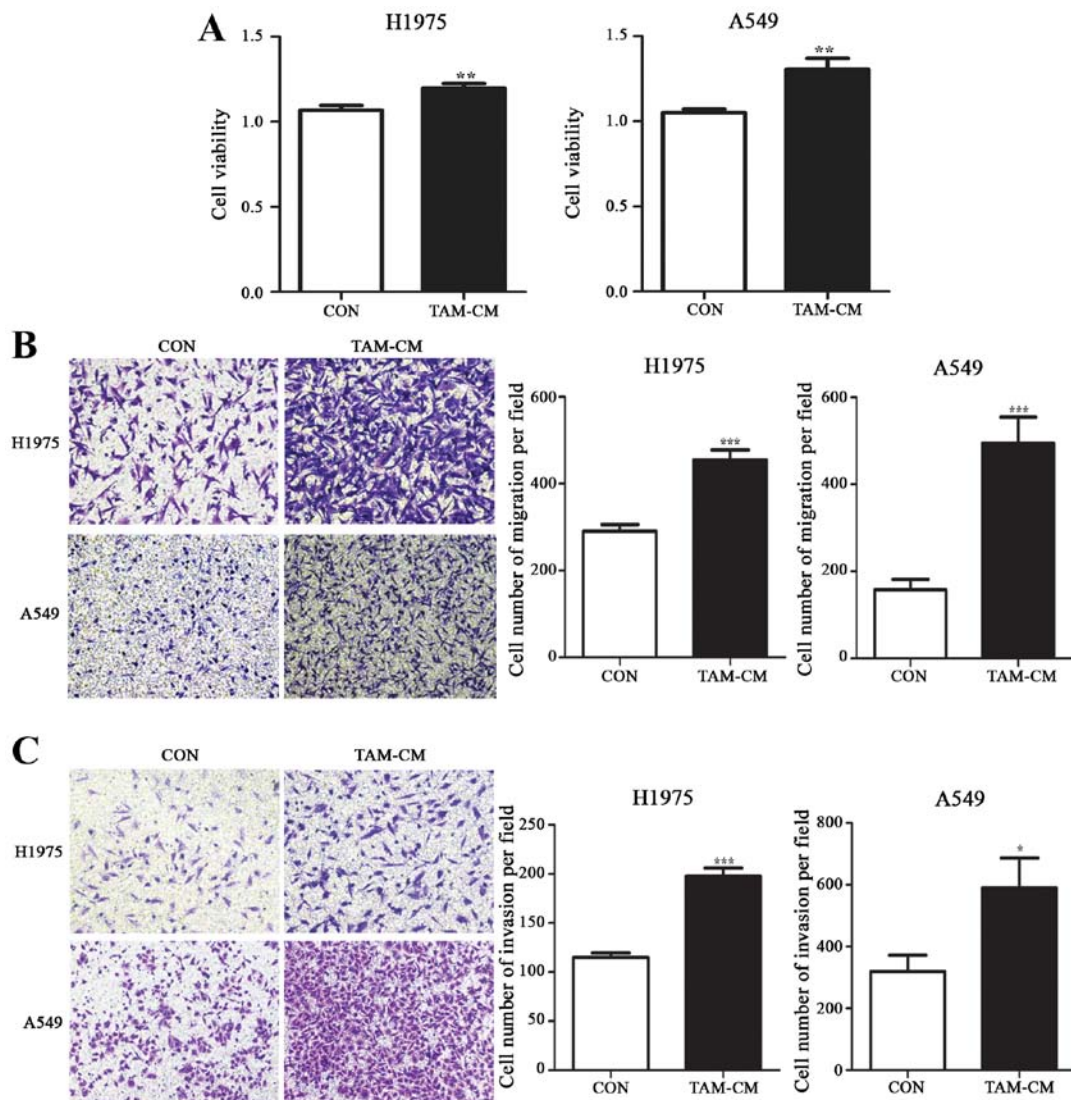 A
H1975
A549
1.5
1.0
0.5
0.0
Cell viability
**
CON
TAM-CM
1.5
1.0
0.5
0.0
Cell viability
**
CON
TAM-CM
B
CON
TAM-CM
H1975
A549
H1975
600
400
200
0
Cell number of migration per field
***
CON
TAM-CM
A549
600
400
200
0
Cell number of migration per field
***
CON
TAM-CM
C
CON
TAM-CM
H1975
A549
H1975
250
200
150
100
50
0
Cell number of invasion per field
***
CON
TAM-CM
A549
800
600
400
200
0
Cell number of invasion per field
*
CON
TAM-CM